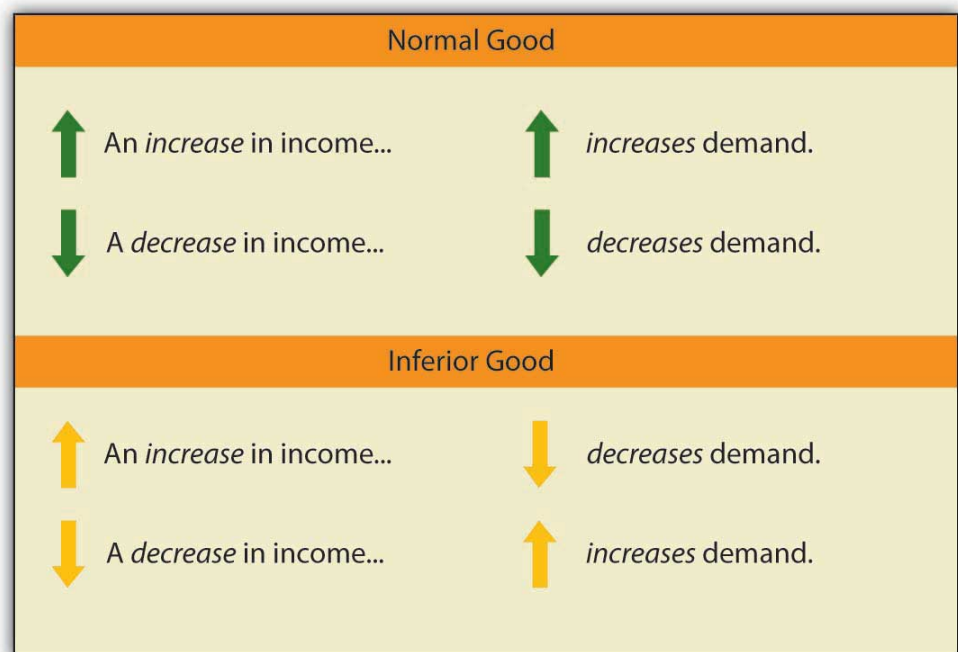 Normal Good
An increase in income... increases demand.
A decrease in income... decreases demand.
Inferior Good
An increase in income... decreases demand.
A decrease in income... increases demand.